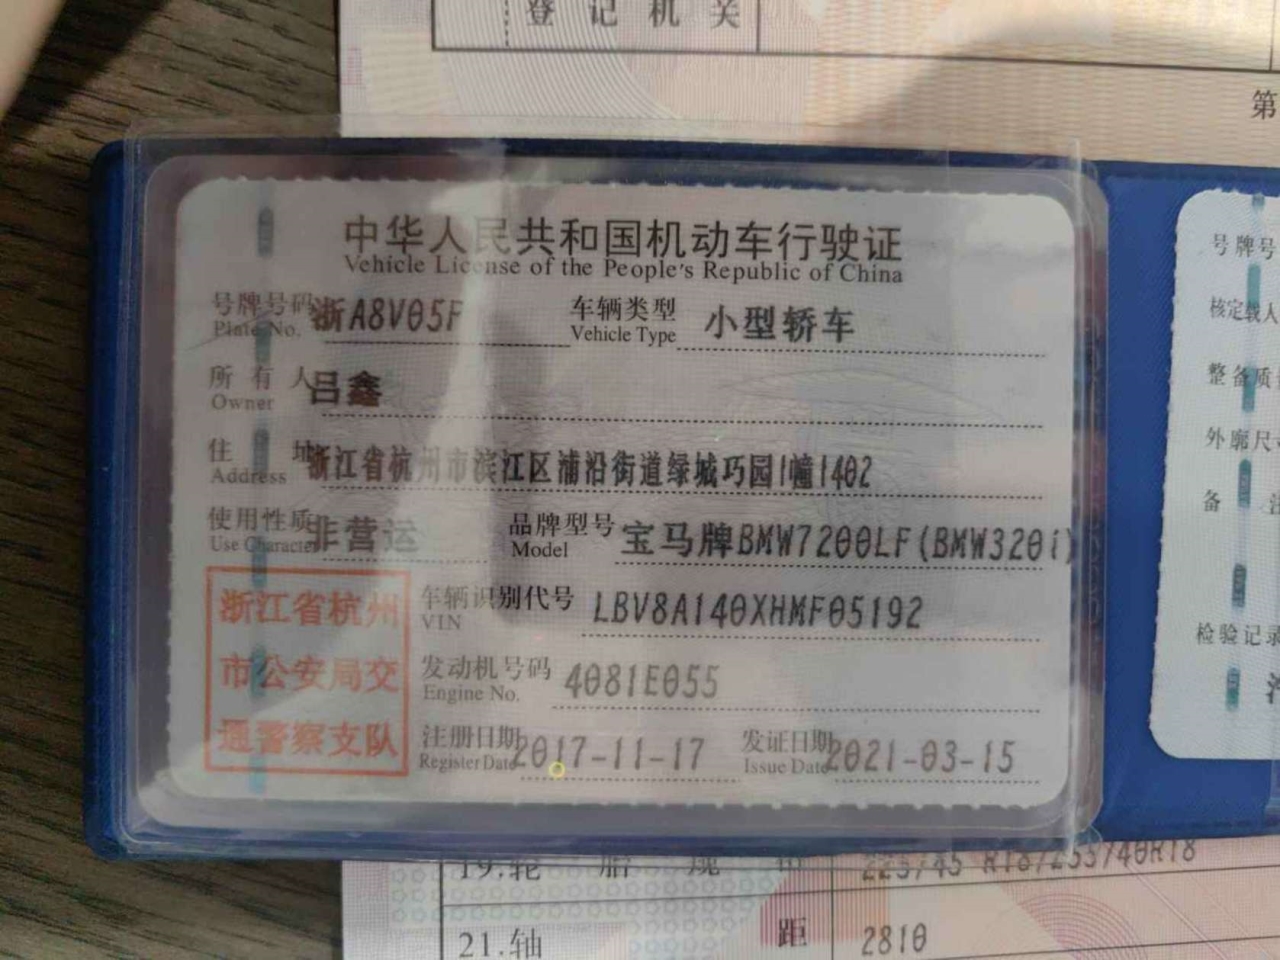 登记机关
第
中华人民共和国机动车行驶证
Vehicle License of the People's Republic of China
号牌号码 浙A8V05F 车辆类型 小型轿车
Plate No. Vehicle Type
所有人 吕鑫
Owner
住址 浙江省杭州市滨江区浦沿街道绿城巧园1幢1402
Address
使用性质 非营运 品牌型号 宝马牌BMW7200LF(BMW320i)
Use Character Model
浙江省杭州
市公安局交
通警察支队
车辆识别代号 LBV8A140XHMF05192
VIN
发动机号码 4081E055
Engine No.
注册日期 2017-11-17 发证日期 2021-03-15
Register Date Issue Date
号牌号
核定载人
整备质
外廓尺
备注
检验记录
19.轮胎规格 225/45 R18/255/40R18
21.轴距 2810